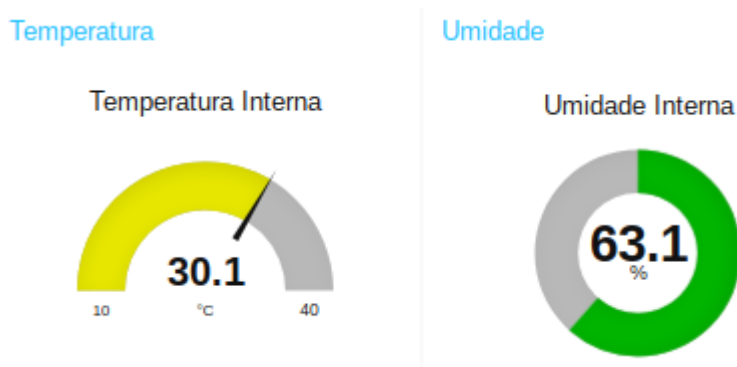 Temperatura
Temperatura Interna
30.1
10
°C
40
Umidade
Umidade Interna
63.1
%